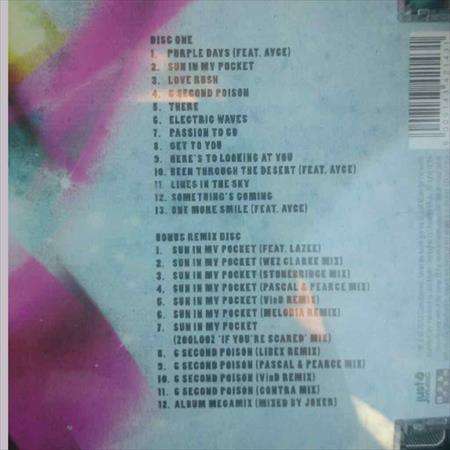 DISC ONE
1. PURPLE DAYS (FEAT. AYCE)
2. SUN IN MY POCKET
3. LOVE RUSH
4. 6 SECOND POISON
5. THERE
6. ELECTRIC WAVES
7. PASSION TO GO
8. GET TO YOU
9. HERE'S TO LOOKING AT YOU
10. BEEN THROUGH THE DESERT (FEAT. AYCE)
11. LINES IN THE SKY
12. SOMETHING'S COMING
13. ONE MORE SMILE (FEAT. AYCE)
BONUS REMIX DISC
1. SUN IN MY POCKET (FEAT. LAZEE)
2. SUN IN MY POCKET (WEZ CLARKE MIX)
3. SUN IN MY POCKET (STONEBRIDGE MIX)
4. SUN IN MY POCKET (PASCAL & PEARCE MIX)
5. SUN IN MY POCKET (VinD REMIX)
6. SUN IN MY POCKET (MELODIA REMIX)
7. SUN IN MY POCKET
(ZOOLOOZ 'IF YOU'RE SCARED' MIX)
8. 6 SECOND POISON (LIDEX REMIX)
9. 6 SECOND POISON (PASCAL & PEARCE MIX)
10. 6 SECOND POISON (VinD REMIX)
11. 6 SECOND POISON (CONTRA MIX)
12. ALBUM MEGAMIX (MIXED BY JOKER)
just